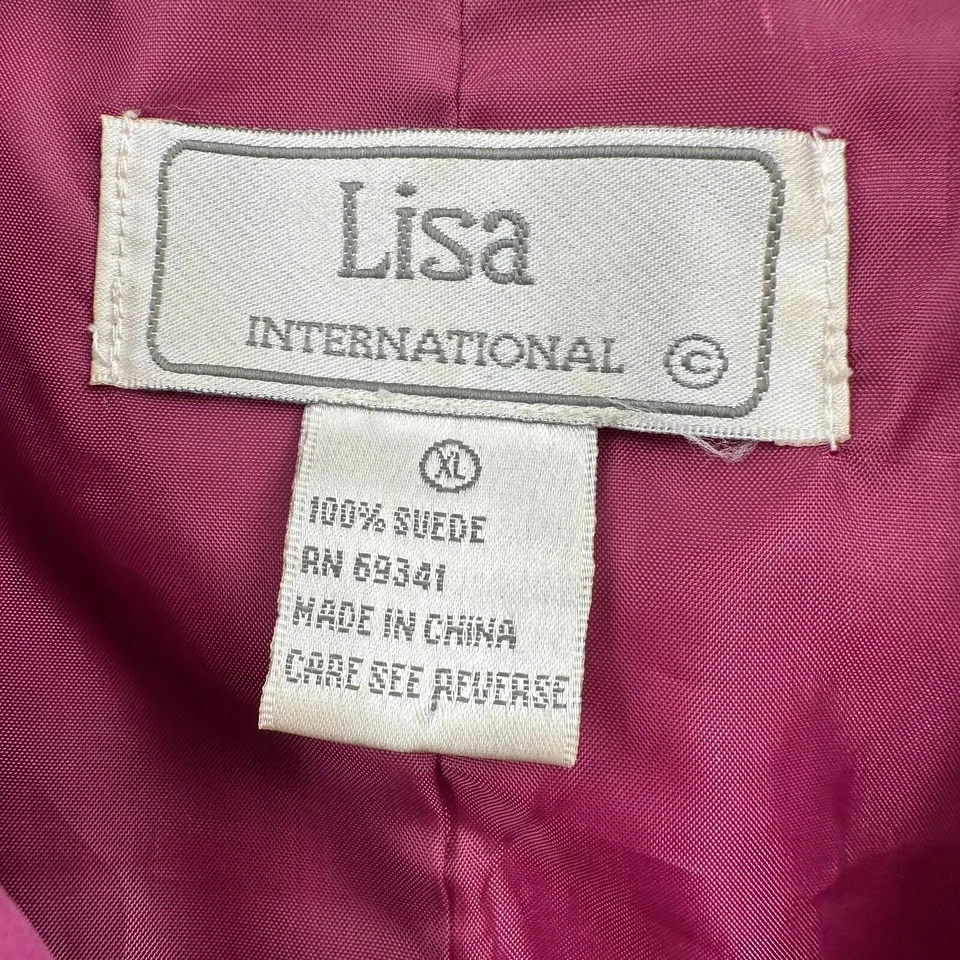 Lisa
INTERNATIONAL ©
XL
100% SUEDE
RN 69341
MADE IN CHINA
CARE SEE REVERSE